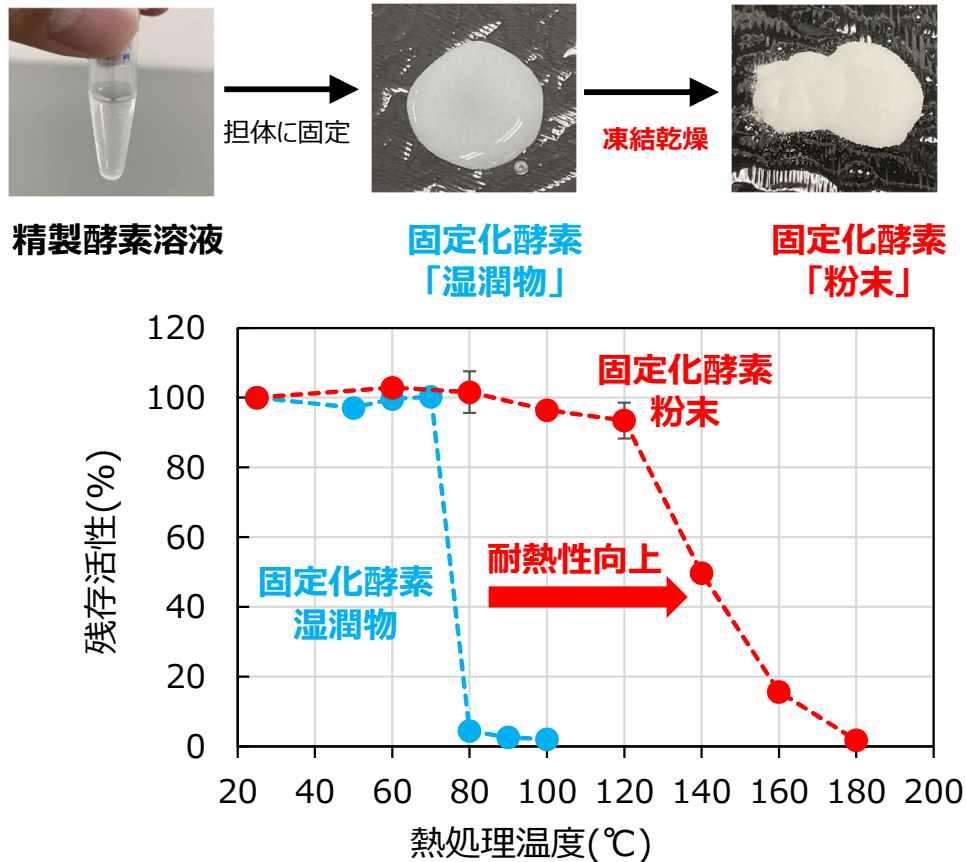 担体に固定
凍結乾燥
精製酵素溶液
固定化酵素
「湿潤物」
固定化酵素
「粉末」
120
100
80
60
40
20
0
残存活性(%)
固定化酵素
粉末
耐熱性向上
固定化酵素
湿潤物
20 40 60 80 100 120 140 160 180 200
熱処理温度(℃)